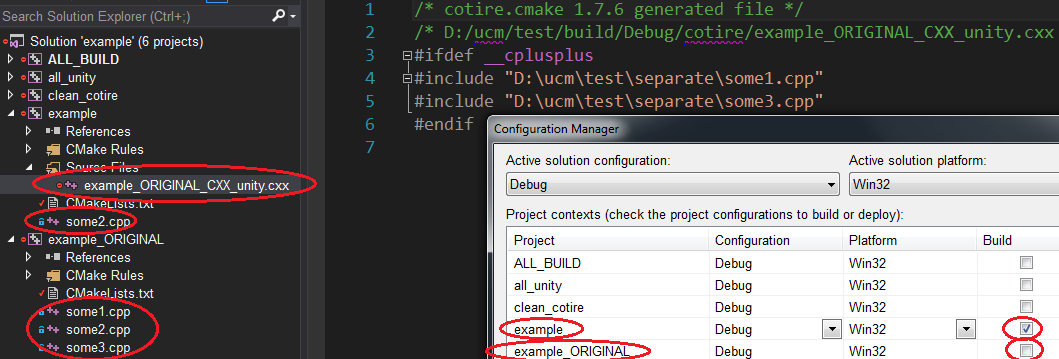 Search Solution Explorer (Ctrl+;)
Solution 'example' (6 projects)
ALL_BUILD
all_unity
clean_cotire
example
References
CMake Rules
Source Files
example_ORIGINAL_CXX_unity.cxx
CMakeLists.txt
some2.cpp
example_ORIGINAL
References
CMake Rules
CMakeLists.txt
some1.cpp
some2.cpp
some3.cpp
1 /* cotire.cmake 1.7.6 generated file */
2 /* D:/ucm/test/build/Debug/cotire/example_ORIGINAL_CXX_unity.cxx
3 #ifdef __cplusplus
4 #include "D:\ucm\test\separate\some1.cpp"
5 #include "D:\ucm\test\separate\some3.cpp"
6 #endif
7
Configuration Manager
Active solution configuration: Active solution platform:
Debug Win32
Project contexts (check the project configurations to build or deploy):
Project Configuration Platform Build
ALL_BUILD Debug Win32
all_unity Debug Win32
clean_cotire Debug Win32
example Debug Win32
example_ORIGINAL Debug Win32